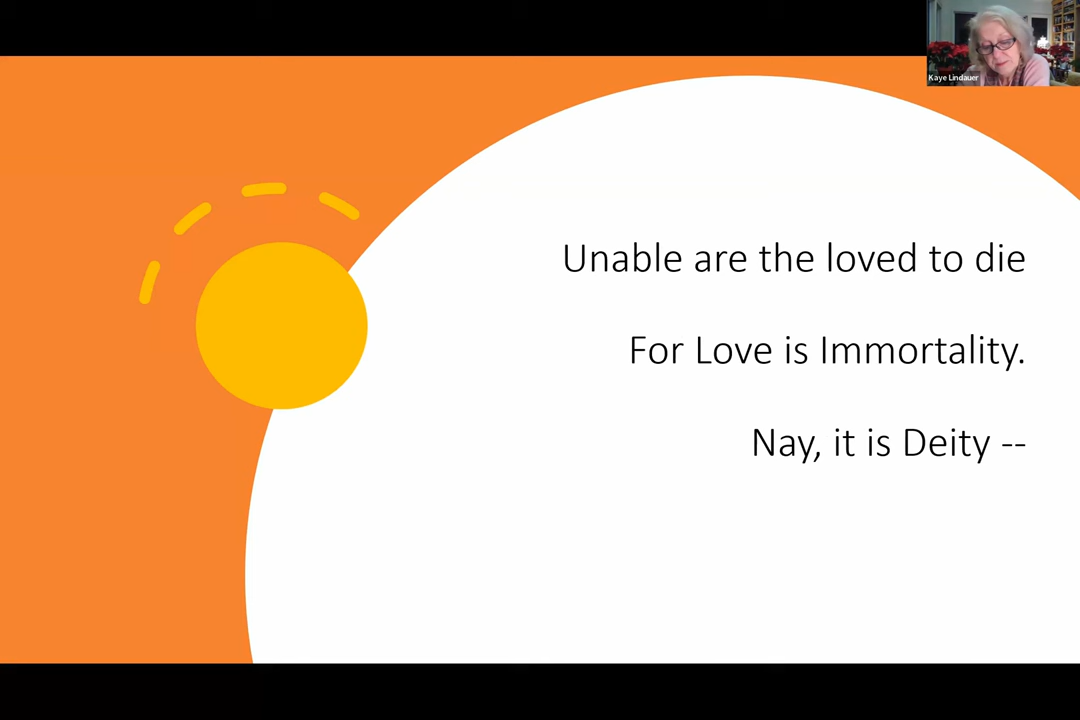 Kaye Lindauer
Unable are the loved to die
For Love is Immortality.
Nay, it is Deity --